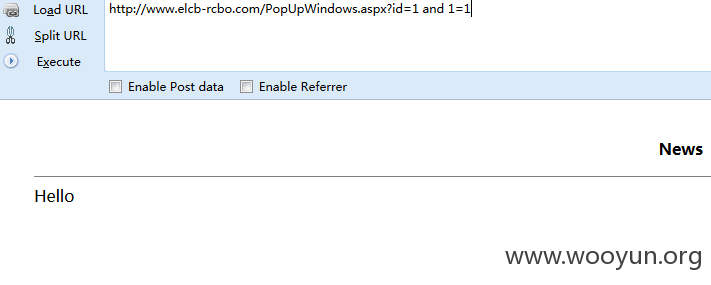 Load URL
http://www.elcb-rcbo.com/PopUpWindows.aspx?id=1 and 1=1
Split URL
Execute
Enable Post data Enable Referrer
News
Hello
www.wooyun.org